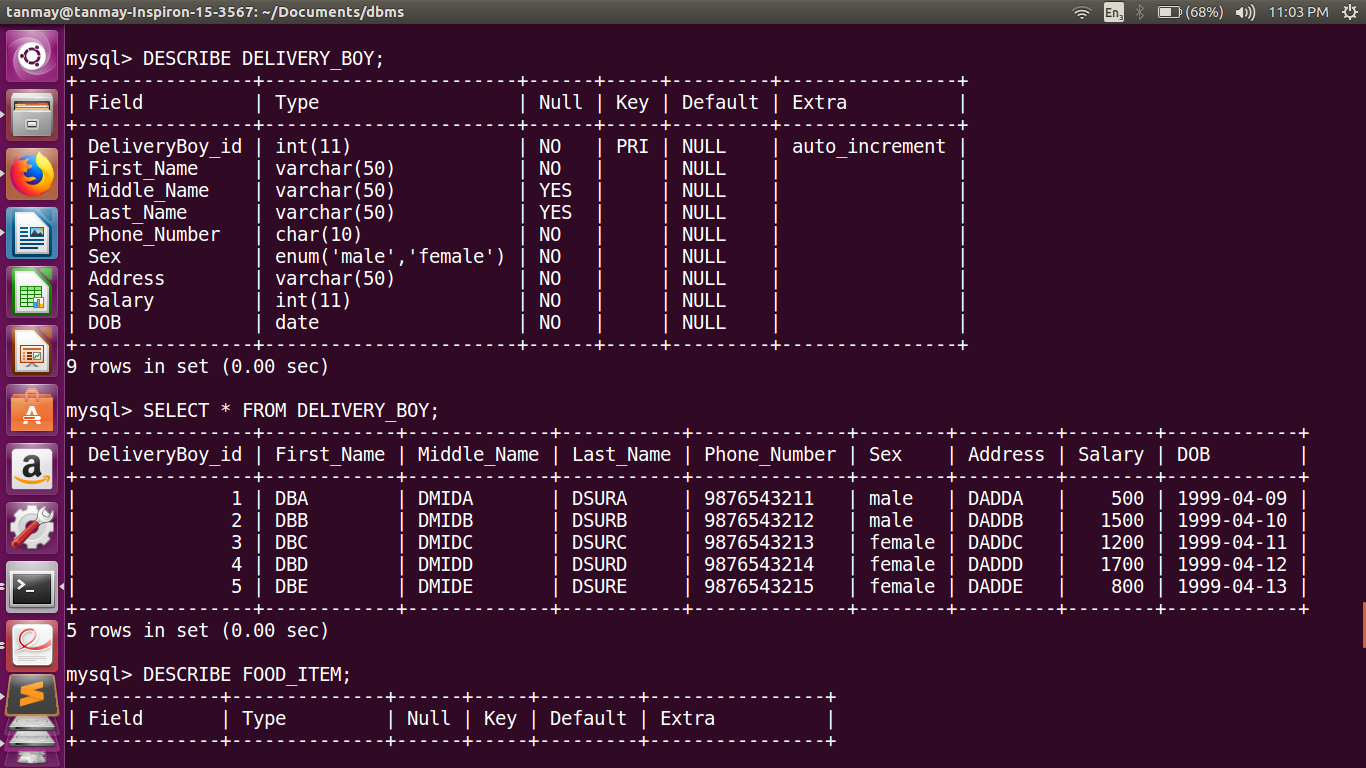 tanmay@tanmay-Inspiron-15-3567: ~/Documents/dbms En3 (68%) 11:03 PM
mysql> DESCRIBE DELIVERY_BOY;
+----------------+-----------------------+------+-----+---------+----------------+
| Field          | Type                  | Null | Key | Default | Extra          |
+----------------+-----------------------+------+-----+---------+----------------+
| DeliveryBoy_id | int(11)               | NO   | PRI | NULL    | auto_increment |
| First_Name     | varchar(50)           | NO   |     | NULL    |                |
| Middle_Name    | varchar(50)           | YES  |     | NULL    |                |
| Last_Name      | varchar(50)           | YES  |     | NULL    |                |
| Phone_Number   | char(10)              | NO   |     | NULL    |                |
| Sex            | enum('male','female') | NO   |     | NULL    |                |
| Address        | varchar(50)           | NO   |     | NULL    |                |
| Salary         | int(11)               | NO   |     | NULL    |                |
| DOB            | date                  | NO   |     | NULL    |                |
+----------------+-----------------------+------+-----+---------+----------------+
9 rows in set (0.00 sec)
mysql> SELECT * FROM DELIVERY_BOY;
+----------------+------------+-------------+-----------+--------------+--------+---------+--------+------------+
| DeliveryBoy_id | First_Name | Middle_Name | Last_Name | Phone_Number | Sex    | Address | Salary | DOB        |
+----------------+------------+-------------+-----------+--------------+--------+---------+--------+------------+
|              1 | DBA        | DMIDA       | DSURA     | 9876543211   | male   | DADDA   |    500 | 1999-04-09 |
|              2 | DBB        | DMIDB       | DSURB     | 9876543212   | male   | DADDB   |   1500 | 1999-04-10 |
|              3 | DBC        | DMIDC       | DSURC     | 9876543213   | female | DADDC   |   1200 | 1999-04-11 |
|              4 | DBD        | DMIDD       | DSURD     | 9876543214   | female | DADDD   |   1700 | 1999-04-12 |
|              5 | DBE        | DMIDE       | DSURE     | 9876543215   | female | DADDE   |    800 | 1999-04-13 |
+----------------+------------+-------------+-----------+--------------+--------+---------+--------+------------+
5 rows in set (0.00 sec)
mysql> DESCRIBE FOOD_ITEM;
+-------------+--------------+------+-----+---------+----------------+
| Field       | Type         | Null | Key | Default | Extra          |
+-------------+--------------+------+-----+---------+----------------+